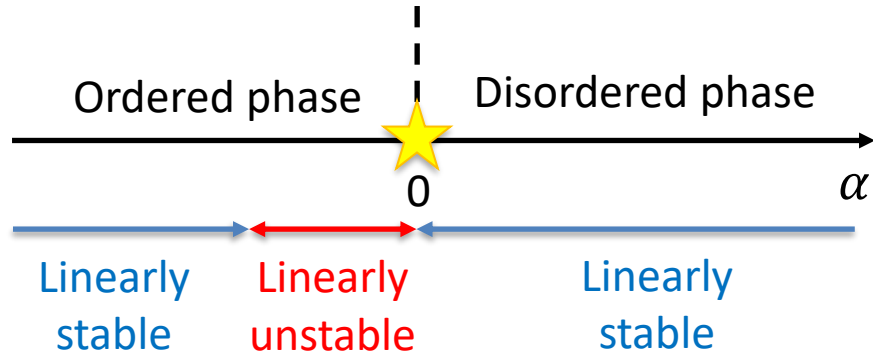 Ordered phase
Disordered phase
0
α
Linearly
stable
Linearly
unstable
Linearly
stable